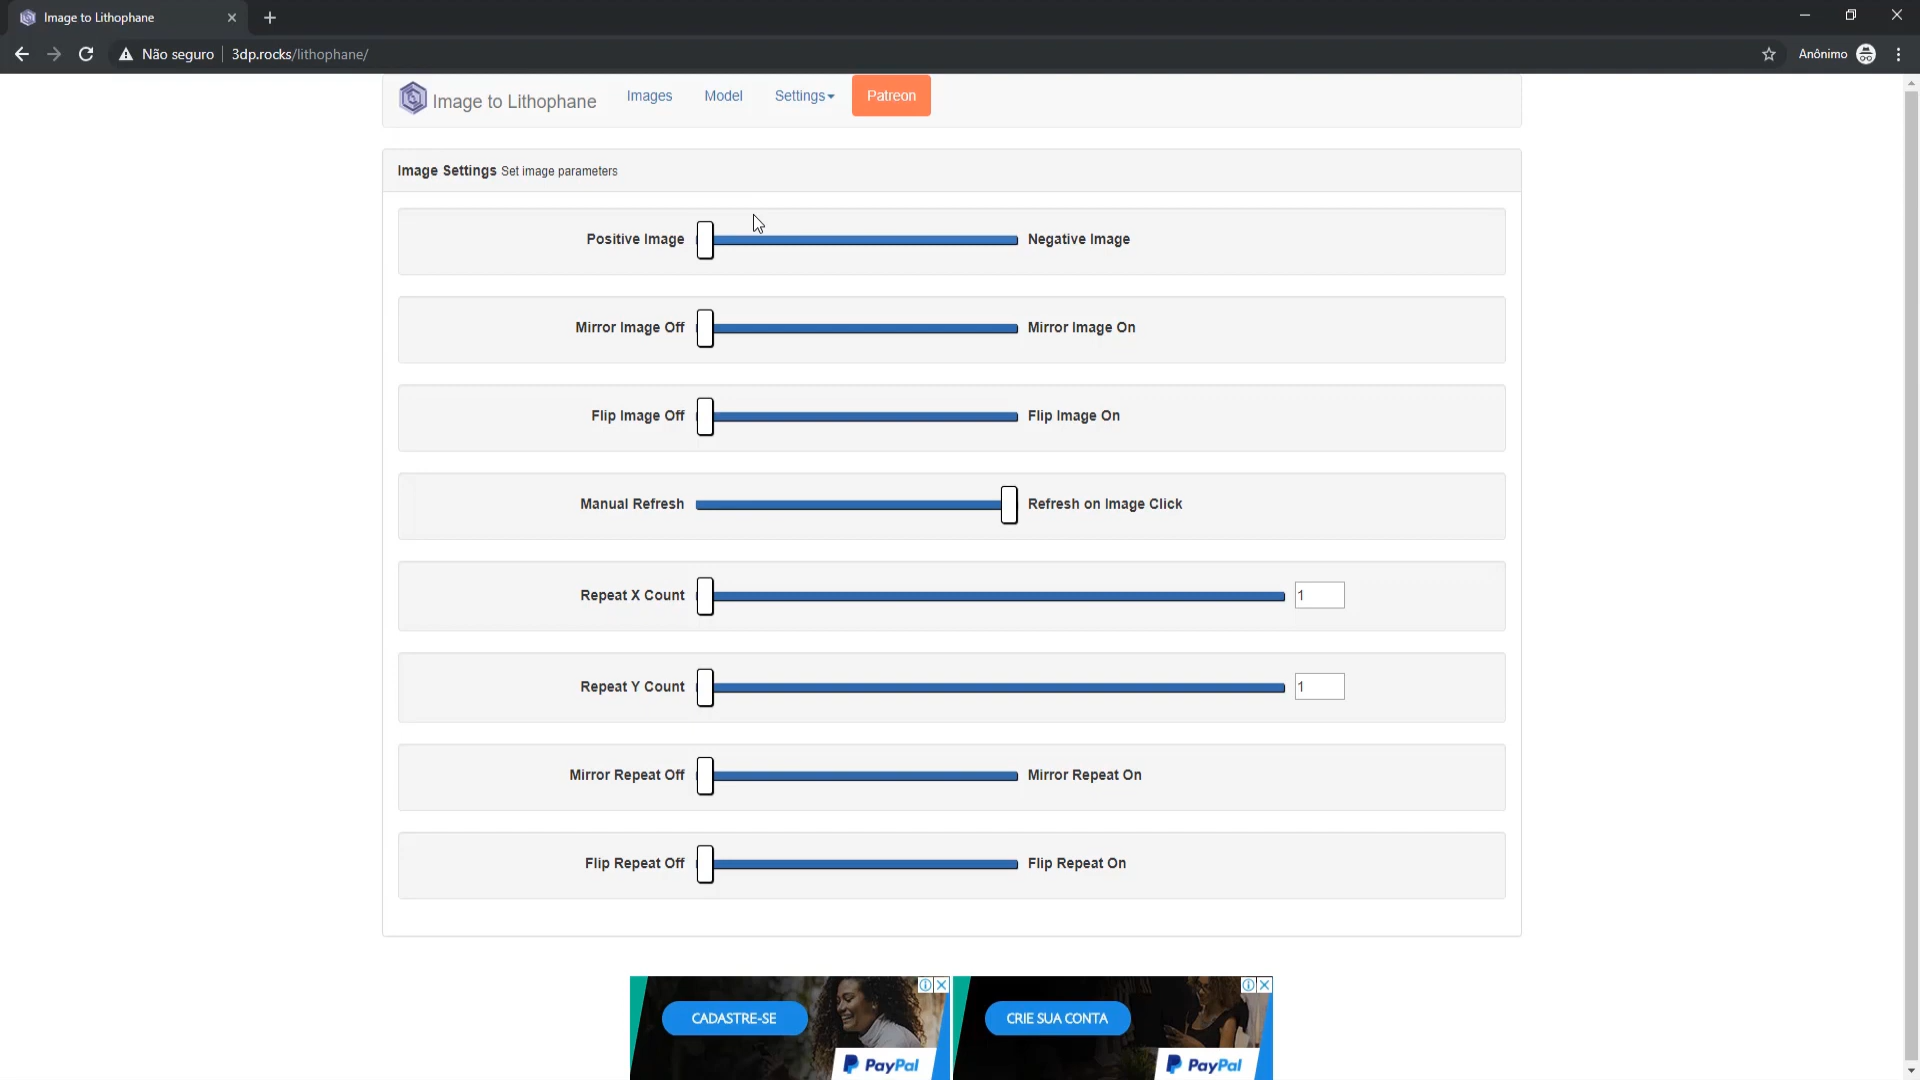 Image to Lithophane
Não seguro 3dp.rocks/lithophane/ Anônimo
Image to Lithophane Images Model Settings Patreon
Image Settings Set image parameters
Positive Image Negative Image
Mirror Image Off Mirror Image On
Flip Image Off Flip Image On
Manual Refresh Refresh on Image Click
Repeat X Count 1
Repeat Y Count 1
Mirror Repeat Off Mirror Repeat On
Flip Repeat Off Flip Repeat On
CADASTRE-SE CRIE SUA CONTA
PayPal PayPal